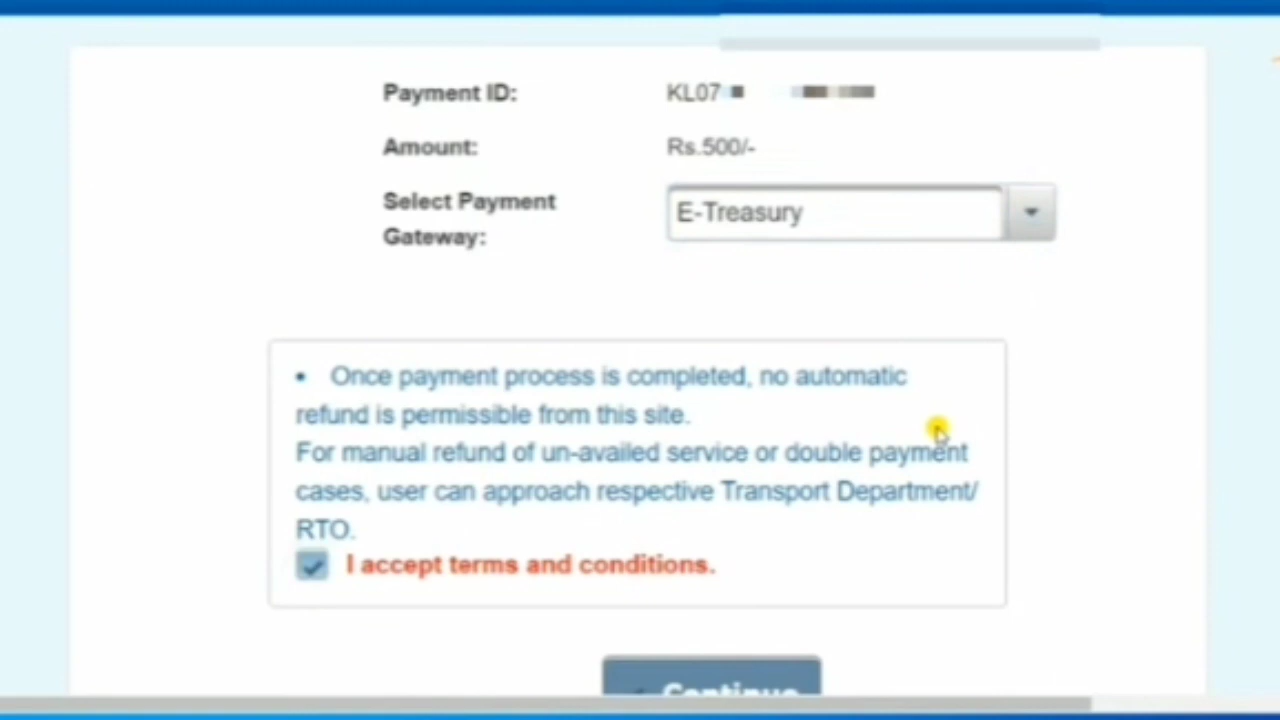 Payment ID: KL07
Amount: Rs.500/-
Select Payment
Gateway:
E-Treasury
• Once payment process is completed, no automatic
refund is permissible from this site.
For manual refund of un-availed service or double payment
cases, user can approach respective Transport Department/
RTO.
I accept terms and conditions.
Continue